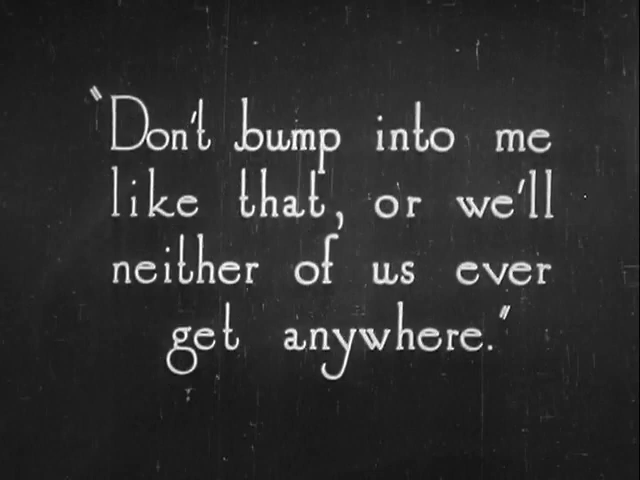 "Don't bump into me
like that, or we'll
neither of us ever
get anywhere."